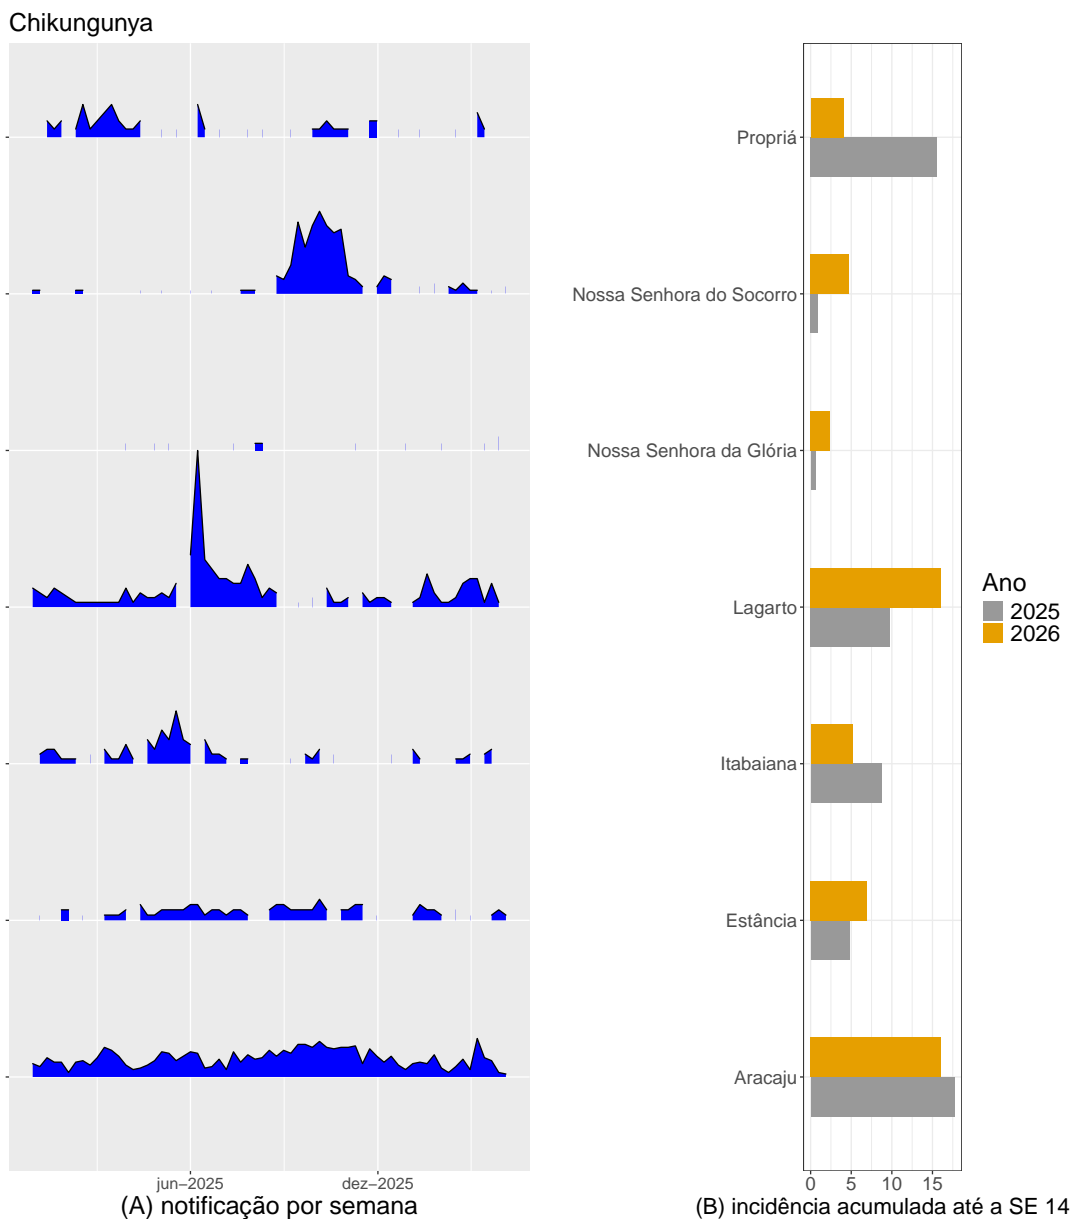 Chikungunya
Propriá
Nossa Senhora do Socorro
Nossa Senhora da Glória
Lagarto
Itabaiana
Estância
Aracaju
Ano
2025
2026
jun−2025 dez−2025
0 5 10 15
(A) notificação por semana
(B) incidência acumulada até a SE 14